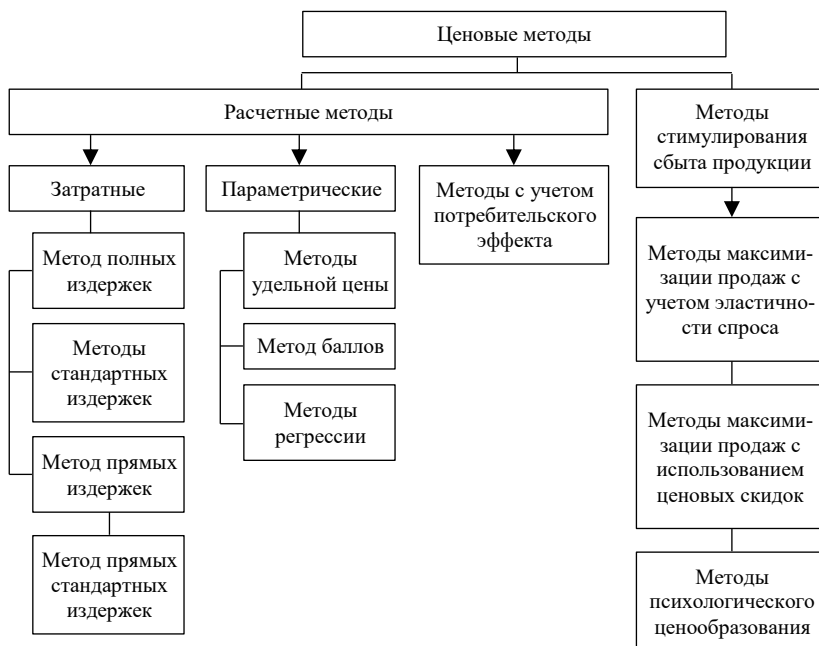 Ценовые методы
Расчетные методы
Методы
стимулирования
сбыта продукции
Затратные
Параметрические
Методы с учетом
потребительского
эффекта
Метод полных
издержек
Методы
стандартных
издержек
Метод прямых
издержек
Метод прямых
стандартных
издержек
Методы
удельной цены
Метод баллов
Методы
регрессии
Методы максими-
зации продаж с
учетом эластично-
сти спроса
Методы максими-
зации продаж с
использованием
ценовых скидок
Методы
психологического
ценообразования